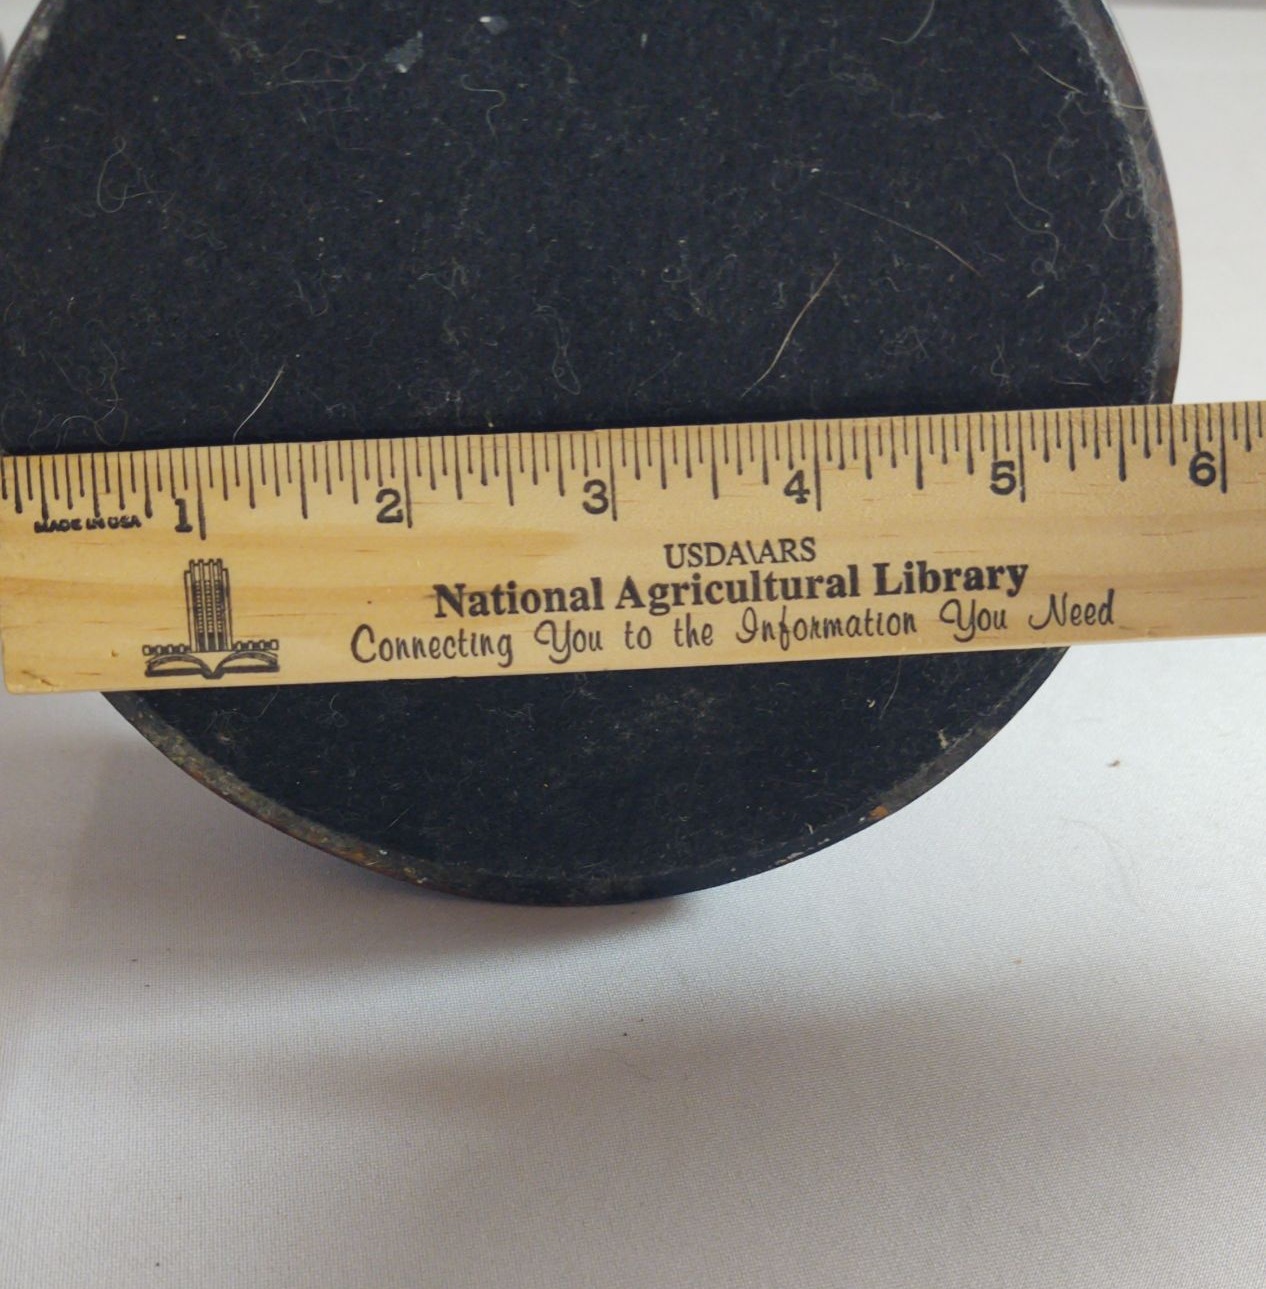 1 2 3 4 5 6
MADE IN USA
USDA\ARS
National Agricultural Library
Connecting You to the Information You Need